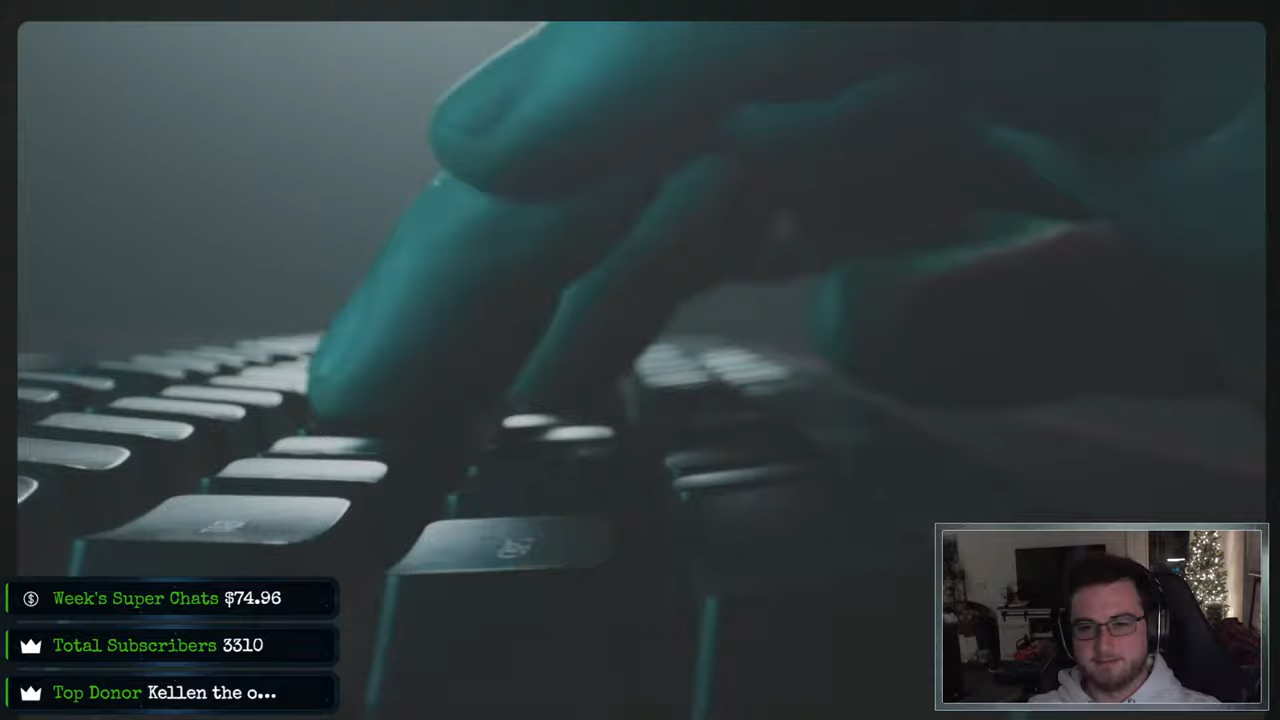 Week's Super Chats $74.96
Total Subscribers 3310
Top Donor Kellen the o...